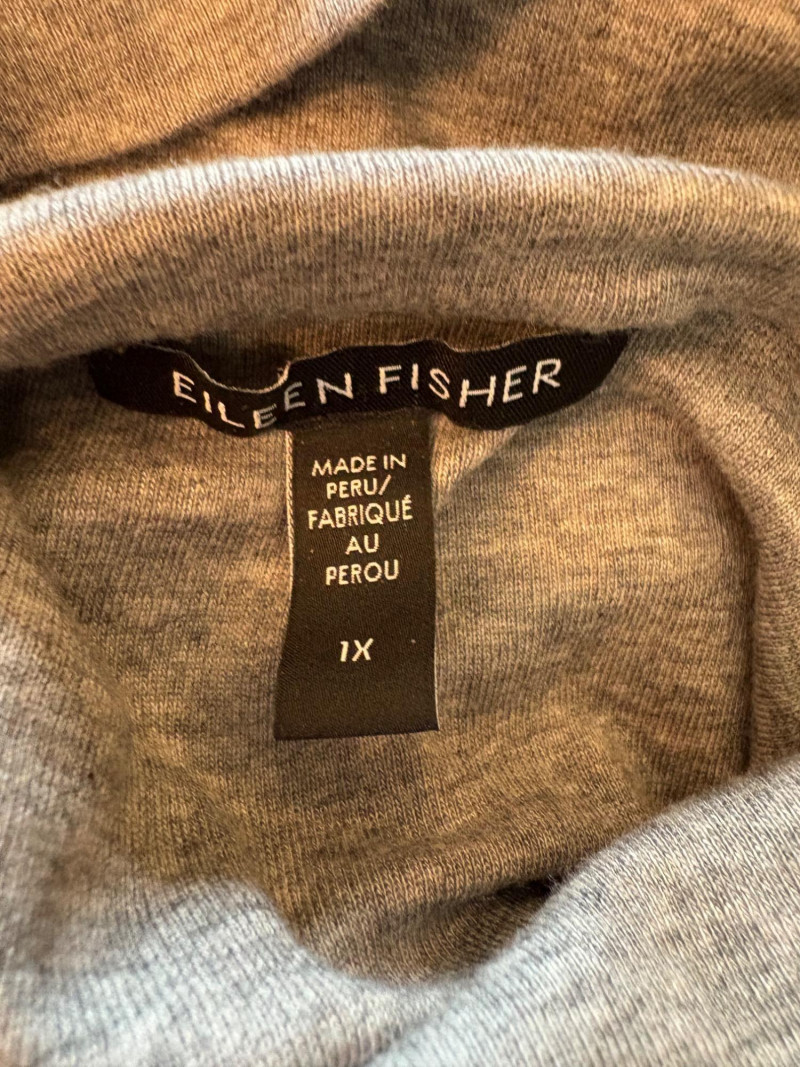 EILEEN FISHER
MADE IN
PERU/
FABRIQUÉ
AU
PEROU
1X